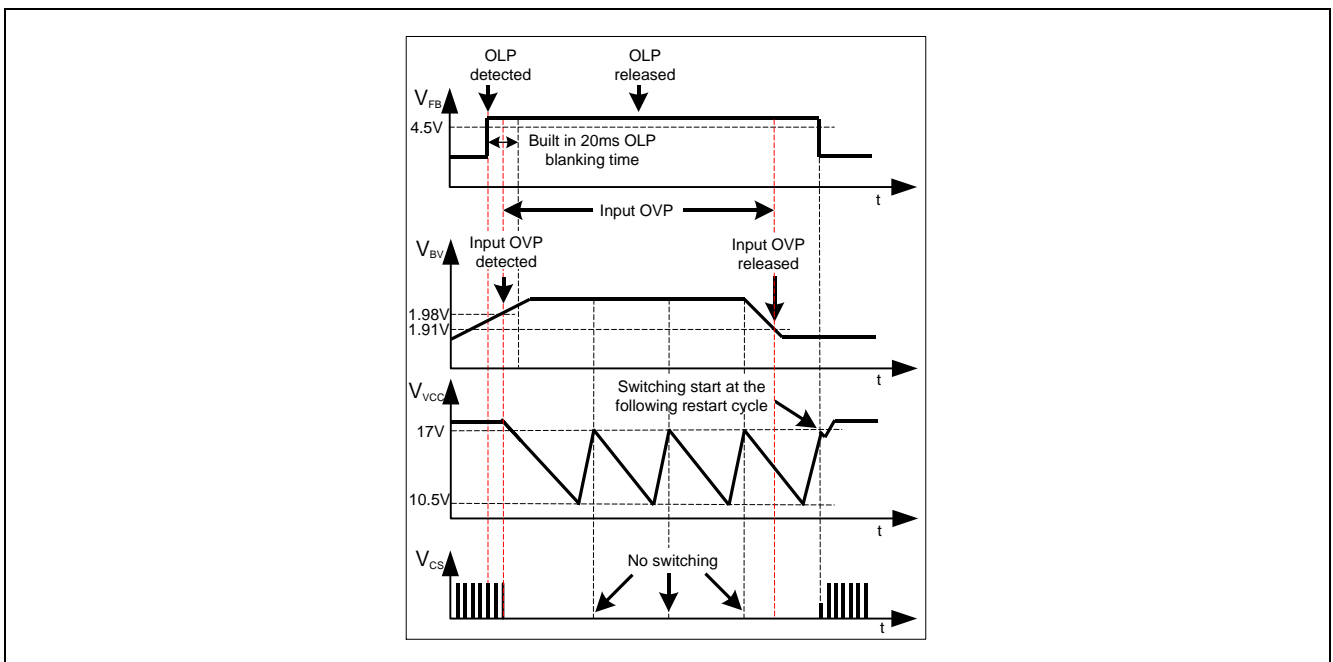 OLP
detected
OLP
released
VFB
4.5V
Built in 20ms OLP
blanking time
t
Input OVP
VBV
Input OVP
detected
Input OVP
released
1.98V
1.91V
t
VVCC
Switching start at the
following restart cycle
17V
10.5V
t
VCS
No switching
t